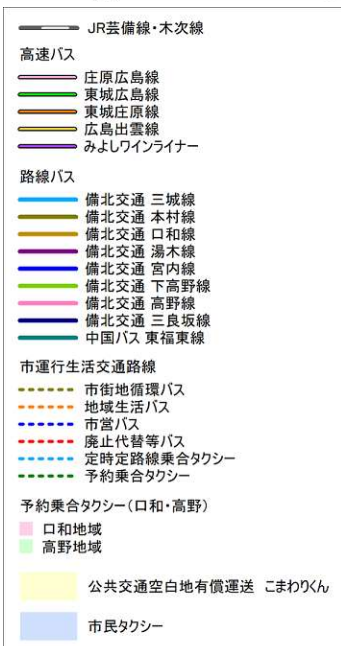 JR芸備線・木次線
高速バス
庄原広島線
東城広島線
東城庄原線
広島出雲線
みよしワインライナー
路線バス
備北交通 三城線
備北交通 本村線
備北交通 口和線
備北交通 湯木線
備北交通 宮内線
備北交通 下高野線
備北交通 高野線
備北交通 三良坂線
中国バス 東福東線
市運行生活交通路線
市街地循環バス
地域生活バス
市営バス
廃止代替等バス
定時定路線乗合タクシー
予約乗合タクシー
予約乗合タクシー(口和・高野)
口和地域
高野地域
公共交通空白地有償運送 こまわりくん
市民タクシー